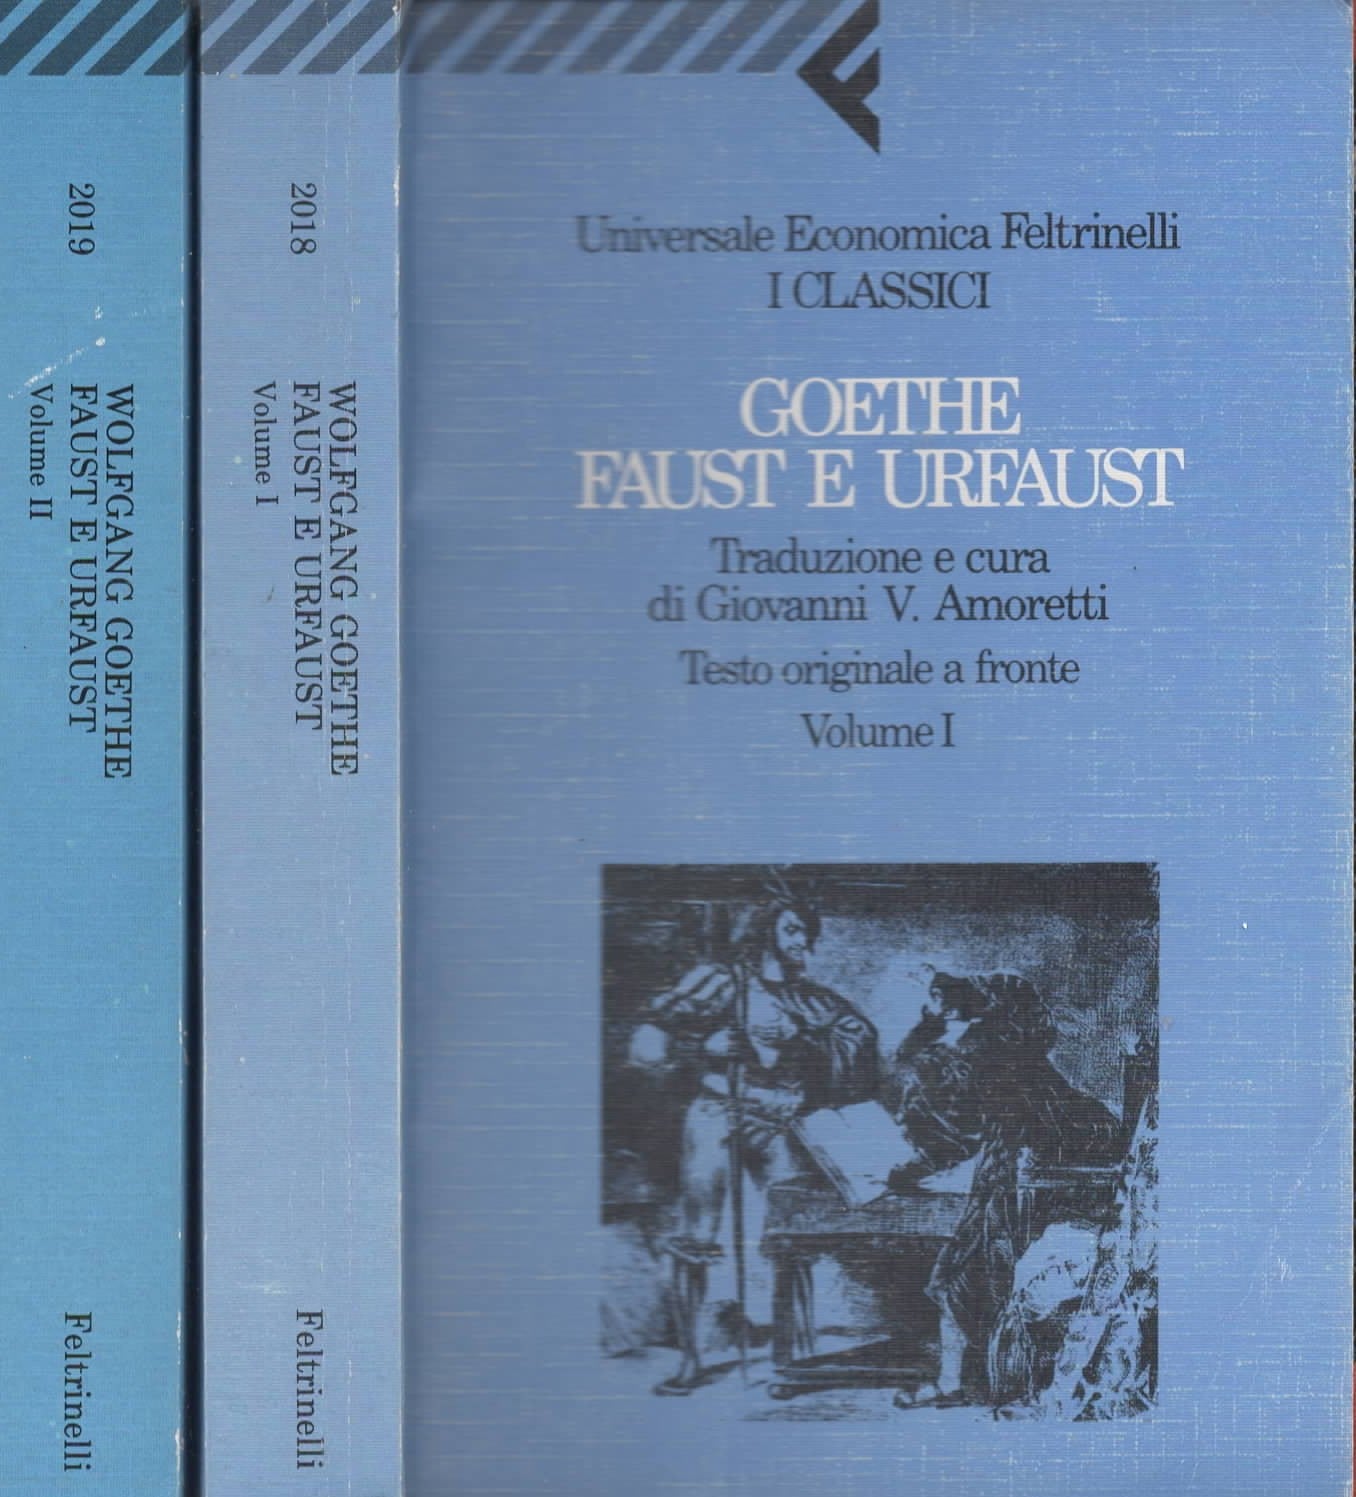 2019
WOLFGANG GOETHE
FAUST E URFAUST
Volume II
Feltrinelli
2018
WOLFGANG GOETHE
FAUST E URFAUST
Volume I
Feltrinelli
Universale Economica Feltrinelli
I CLASSICI
GOETHE
FAUST E URFAUST
Traduzione e cura
di Giovanni V. Amoretti
Testo originale a fronte
Volume I